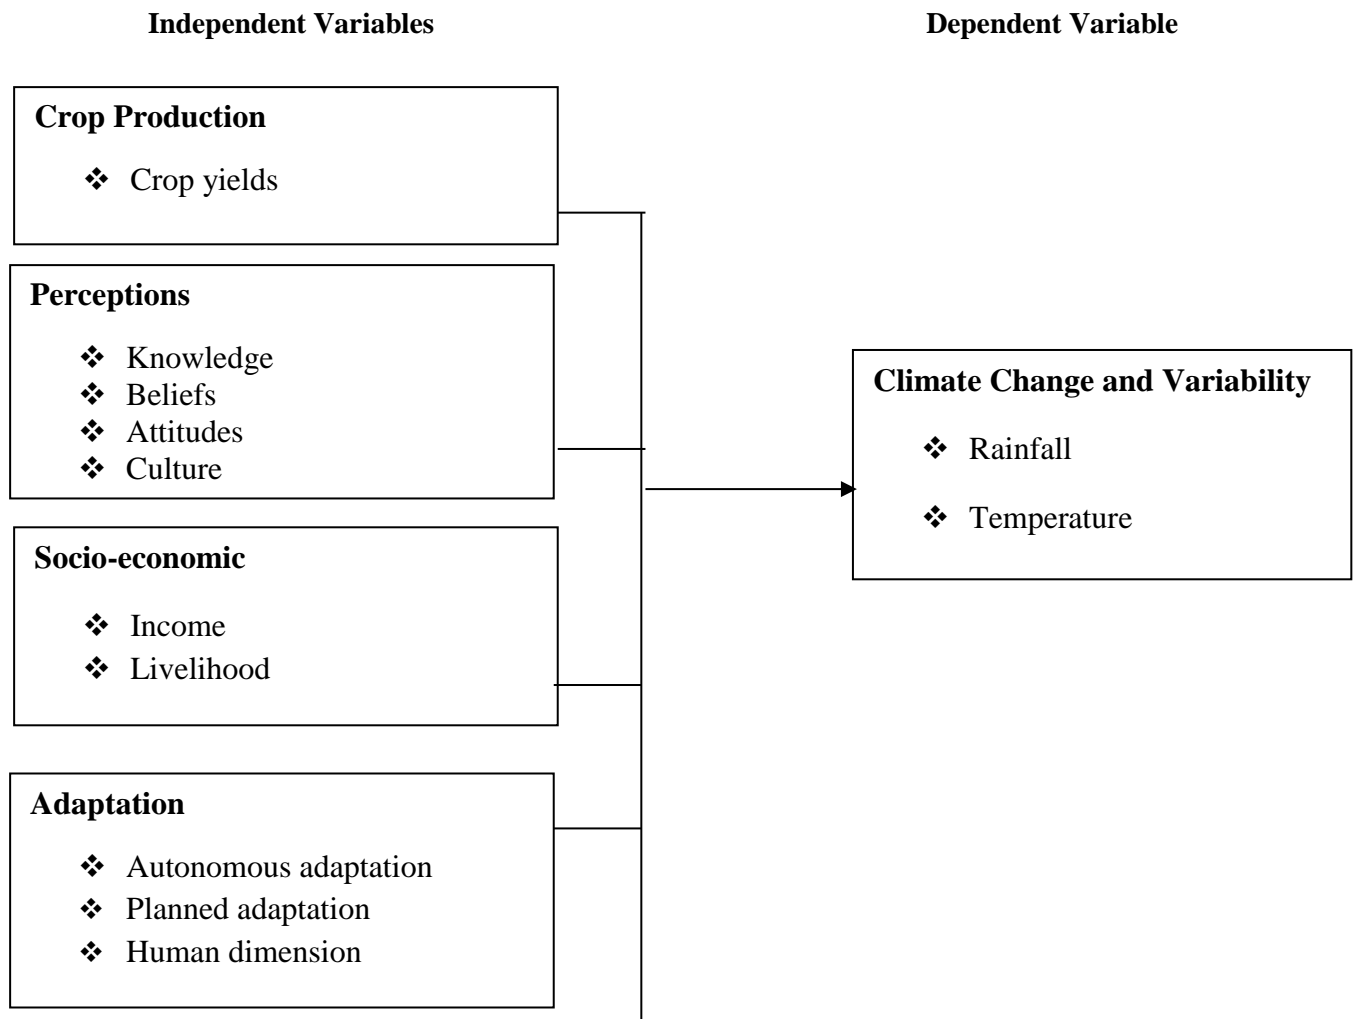 Independent Variables
Dependent Variable
Crop Production
❖ Crop yields
Perceptions
❖ Knowledge
❖ Beliefs
❖ Attitudes
❖ Culture
Socio-economic
❖ Income
❖ Livelihood
Adaptation
❖ Autonomous adaptation
❖ Planned adaptation
❖ Human dimension
Climate Change and Variability
❖ Rainfall
❖ Temperature